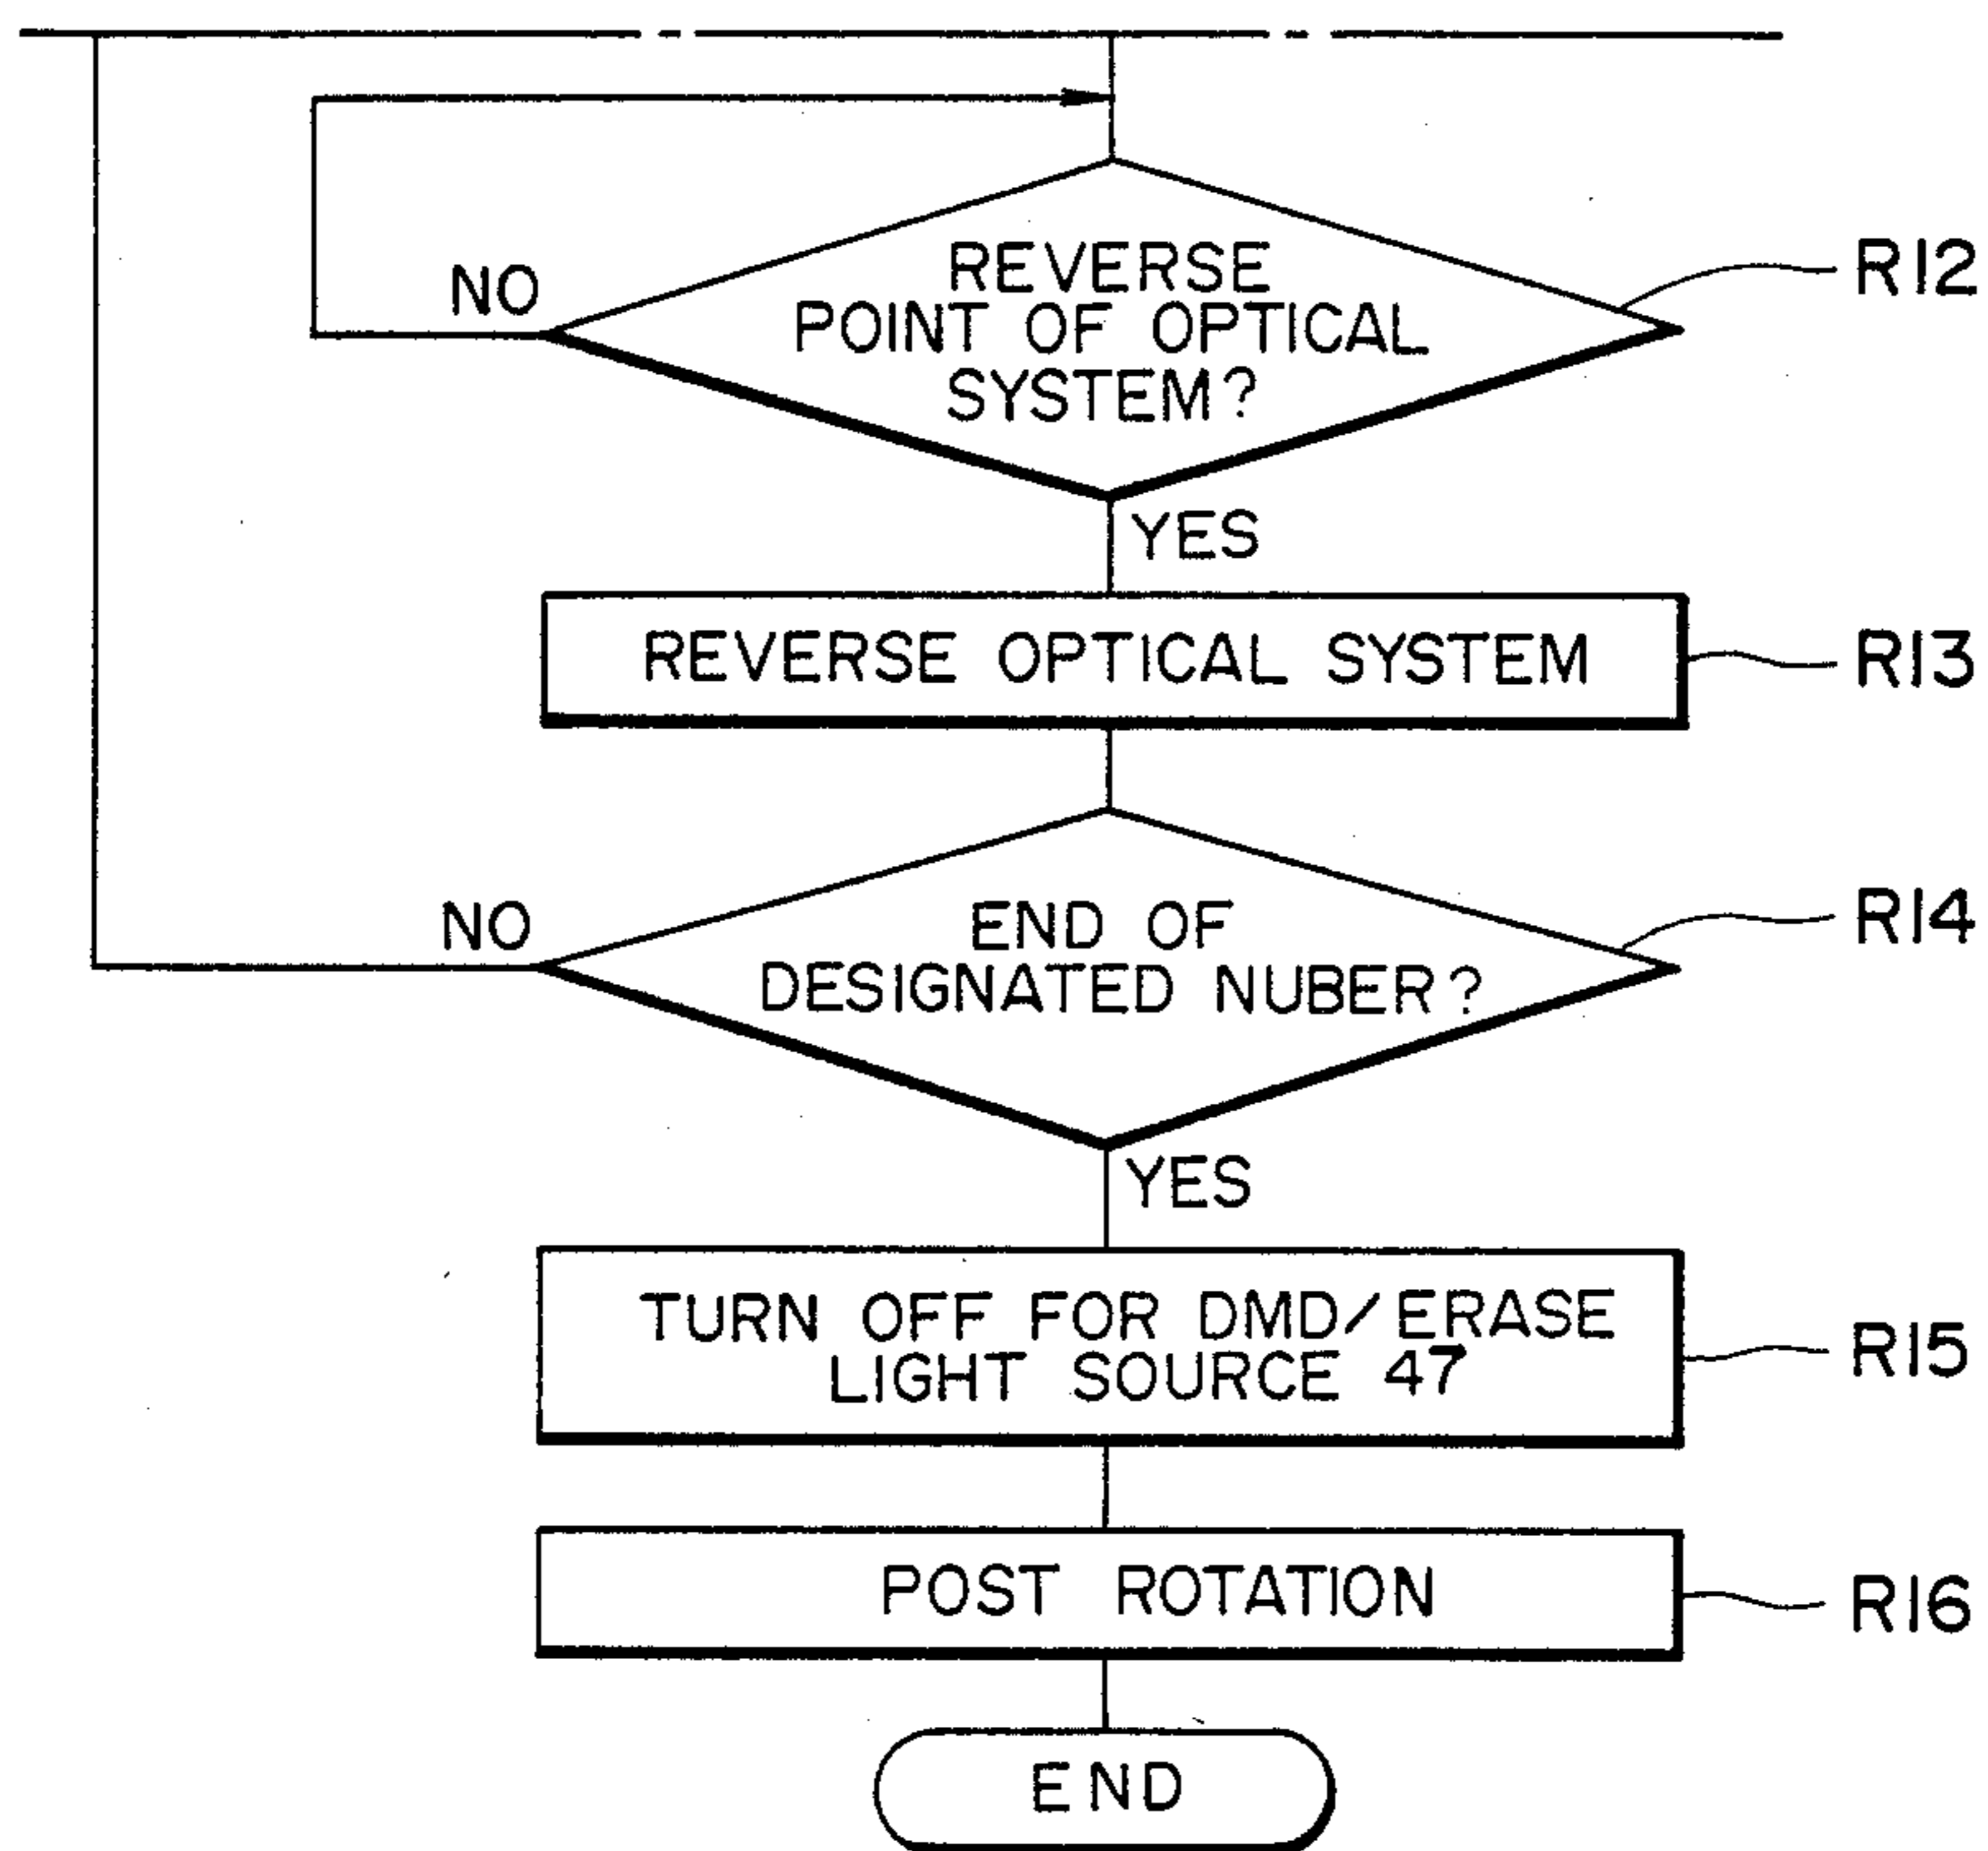 REVERSE
POINT OF OPTICAL
SYSTEM?
R12
NO
YES
REVERSE OPTICAL SYSTEM
R13
END OF
DESIGNATED NUBER?
R14
NO
YES
TURN OFF FOR DMD/ERASE
LIGHT SOURCE 47
R15
POST ROTATION
R16
END